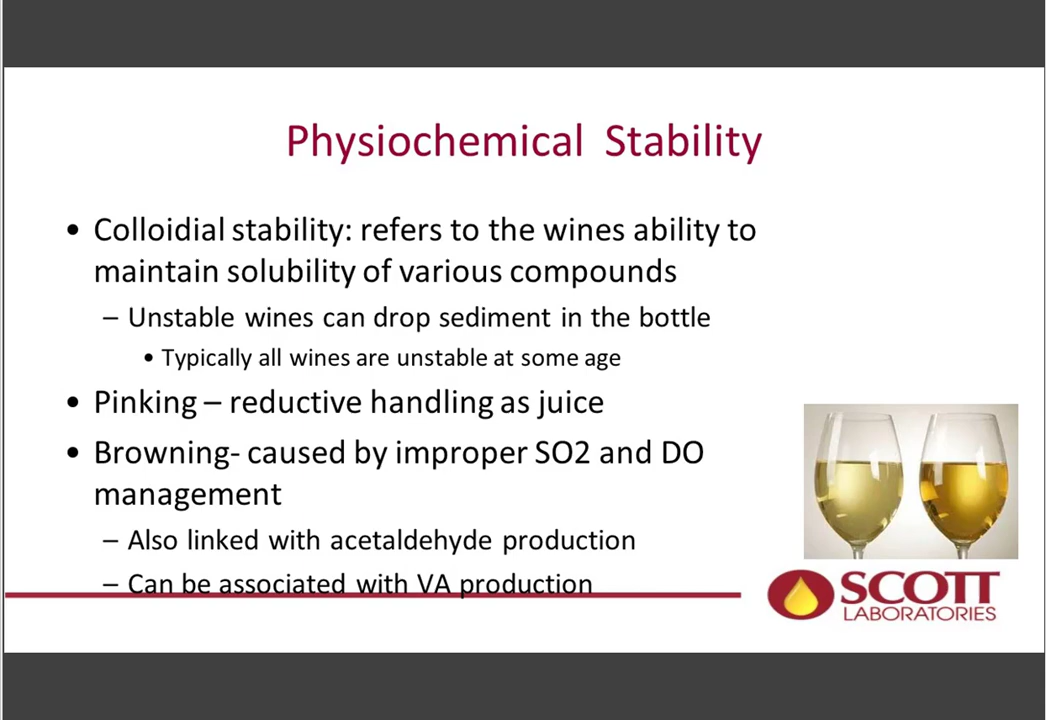 Physiochemical Stability
• Colloidial stability: refers to the wines ability to
maintain solubility of various compounds
– Unstable wines can drop sediment in the bottle
• Typically all wines are unstable at some age
• Pinking – reductive handling as juice
• Browning- caused by improper SO2 and DO
management
– Also linked with acetaldehyde production
– Can be associated with VA production
SCOTT
LABORATORIES